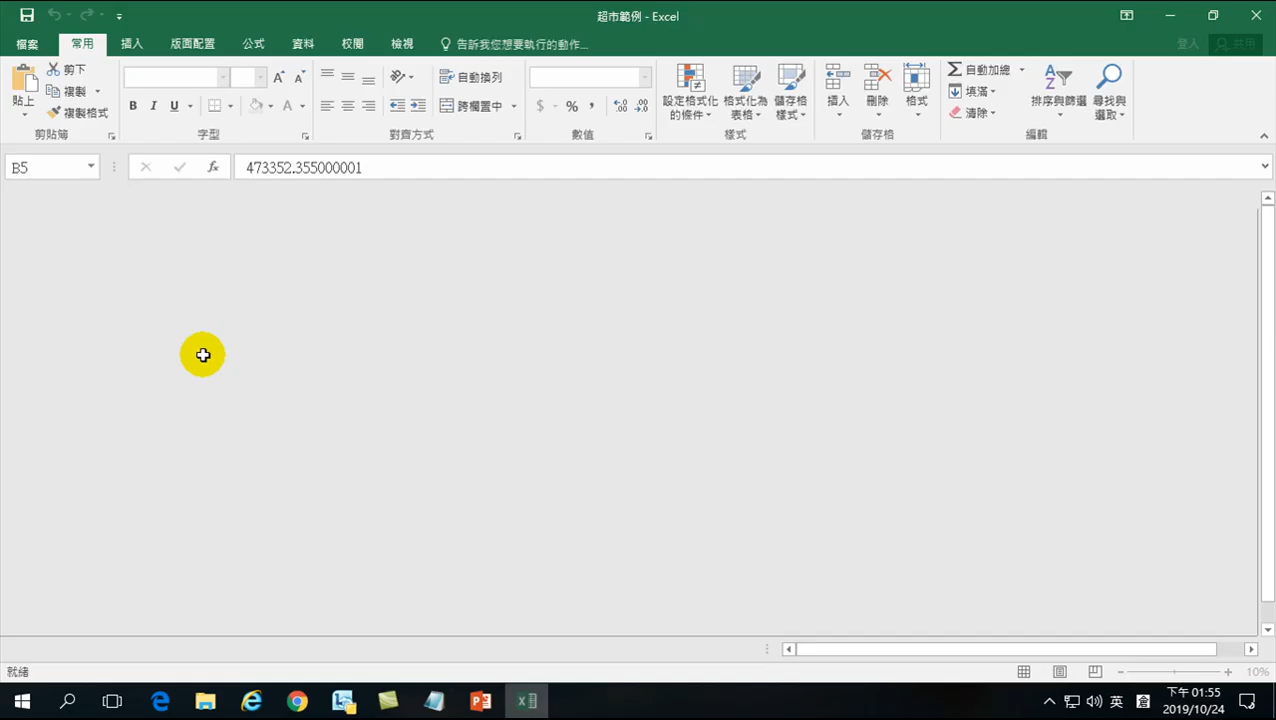 超市範例 - Excel
檔案 常用 插入 版面配置 公式 資料 校閱 檢視 告訴我您想要執行的動作... 登入 共用
貼上 剪下 複製 複製格式 剪貼簿
B I U A A A 字型
自動換列 跨欄置中 對齊方式
$ % , .0 .00 數值
設定格式化的條件 格式化為表格 儲存格樣式 樣式
插入 刪除 格式 儲存格
自動加總 填滿 清除 排序與篩選 尋找與選取 編輯
B5 fx 473352.355000001
就緒 10%
英 倉 下午 01:55
2019/10/24